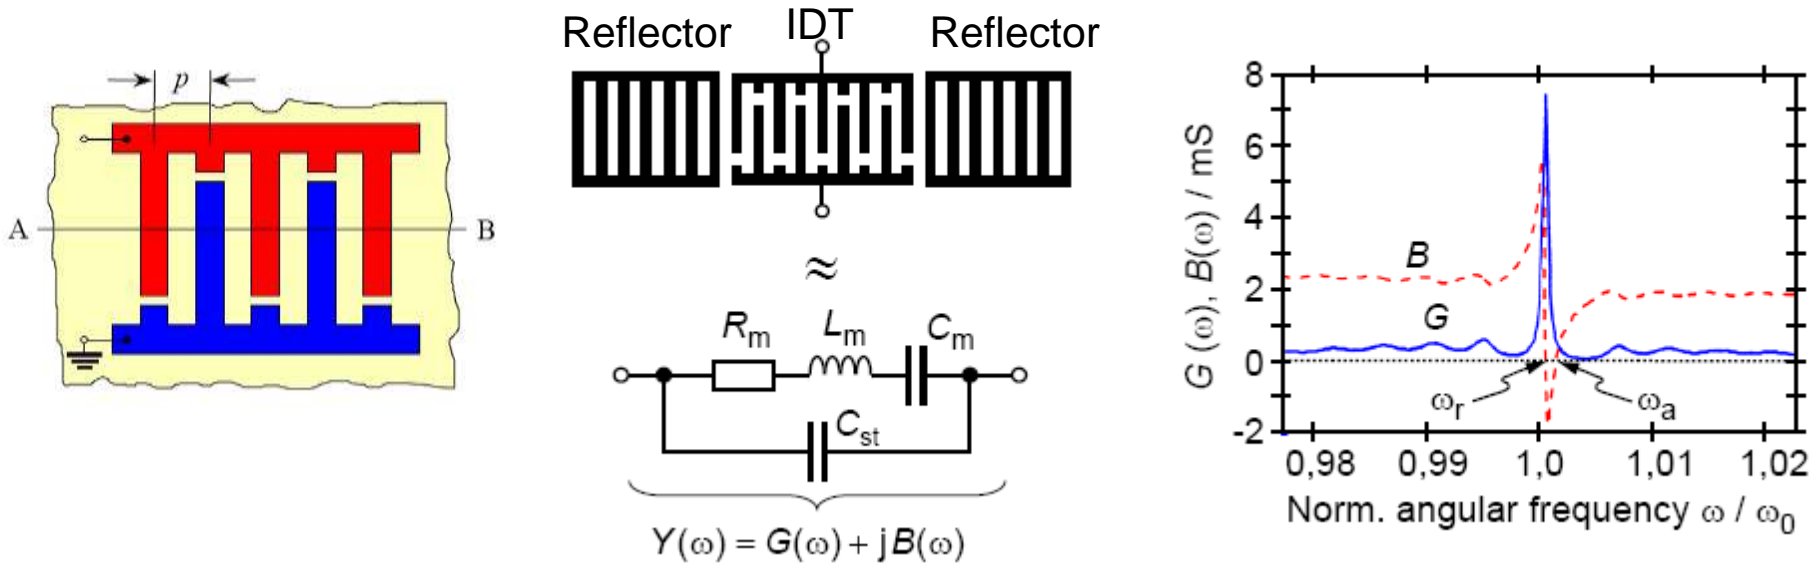 p
A
B
Reflector
IDT
Reflector
≈
Rm
Lm
Cm
Cst
Y(ω) = G(ω) + jB(ω)
G (ω), B(ω) / mS
8
6
4
2
0
-2
B
G
ωr
ωa
0,98
0,99
1,0
1,01
1,02
Norm. angular frequency ω / ω0